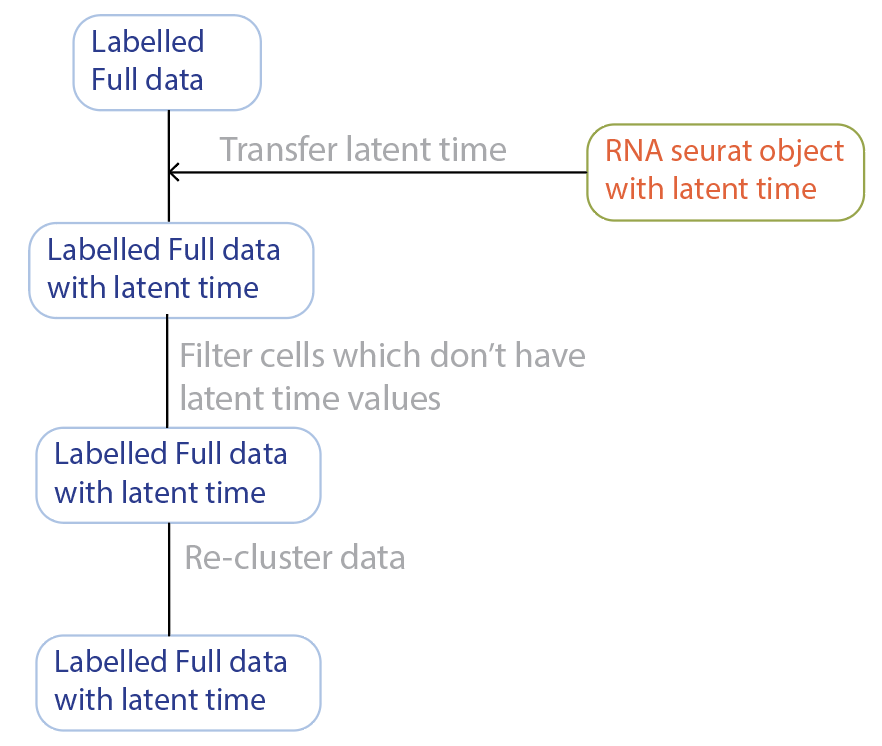 Labelled
Full data
Transfer latent time
RNA seurat object
with latent time
Labelled Full data
with latent time
Filter cells which don’t have
latent time values
Labelled Full data
with latent time
Re-cluster data
Labelled Full data
with latent time